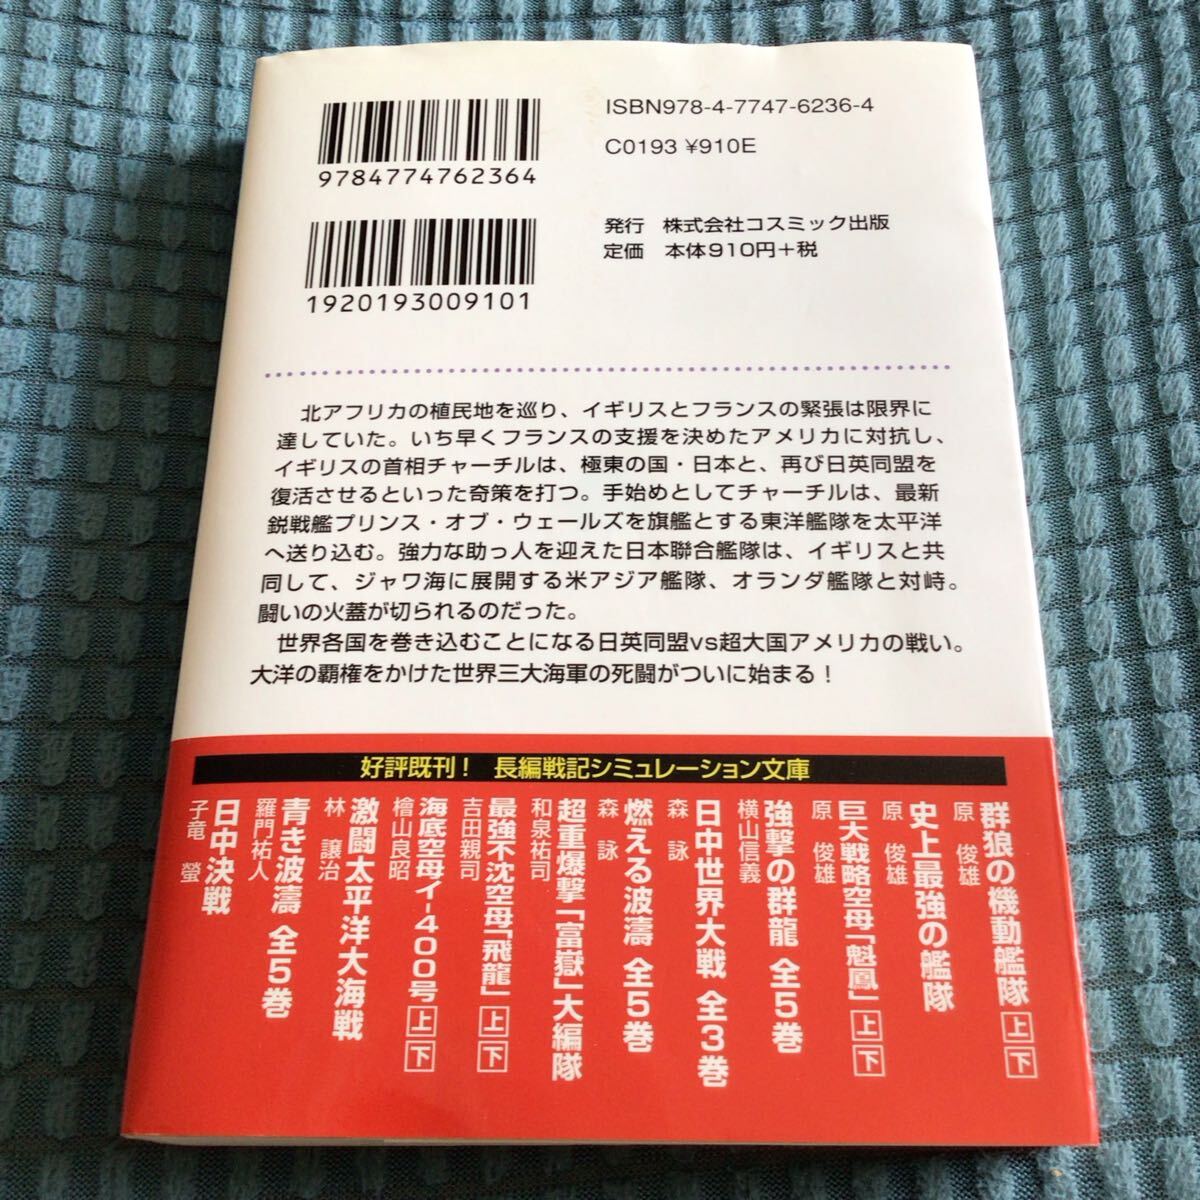 ISBN978-4-7747-6236-4
C0193 ¥910E
9784774762364
1920193009101
発行　株式会社コスミック出版
定価　本体910円+税
北アフリカの植民地を巡り、イギリスとフランスの緊張は限界に
達していた。いち早くフランスの支援を決めたアメリカに対抗し、
イギリスの首相チャーチルは、極東の国・日本と、再び日英同盟を
復活させるといった奇策を打つ。手始めとしてチャーチルは、最新
鋭戦艦プリンス・オブ・ウェールズを旗艦とする東洋艦隊を太平洋
へ送り込む。強力な助っ人を迎えた日本聯合艦隊は、イギリスと共
同して、ジャワ海に展開する米アジア艦隊、オランダ艦隊と対峙。
闘いの火蓋が切られるのだった。
世界各国を巻き込むことになる日英同盟vs超大国アメリカの戦い。
大洋の覇権をかけた世界三大海軍の死闘がついに始まる！
好評既刊！　長編戦記シミュレーション文庫
群狼の機動艦隊 上 下
原　俊雄
史上最強の艦隊
原　俊雄
巨大戦略空母「魁鳳」上 下
原　俊雄
強撃の群龍 全5巻
横山信義
日中世界大戦 全3巻
森　詠
燃える波濤 全5巻
森　詠
超重爆撃「富嶽」大編隊
和泉祐司
最強不沈空母「飛龍」上 下
吉田親司
海底空母イ-400号 上 下
檜山良昭
激闘太平洋大海戦
林　譲治
青き波濤 全5巻
羅門祐人
日中決戦
子竜　螢